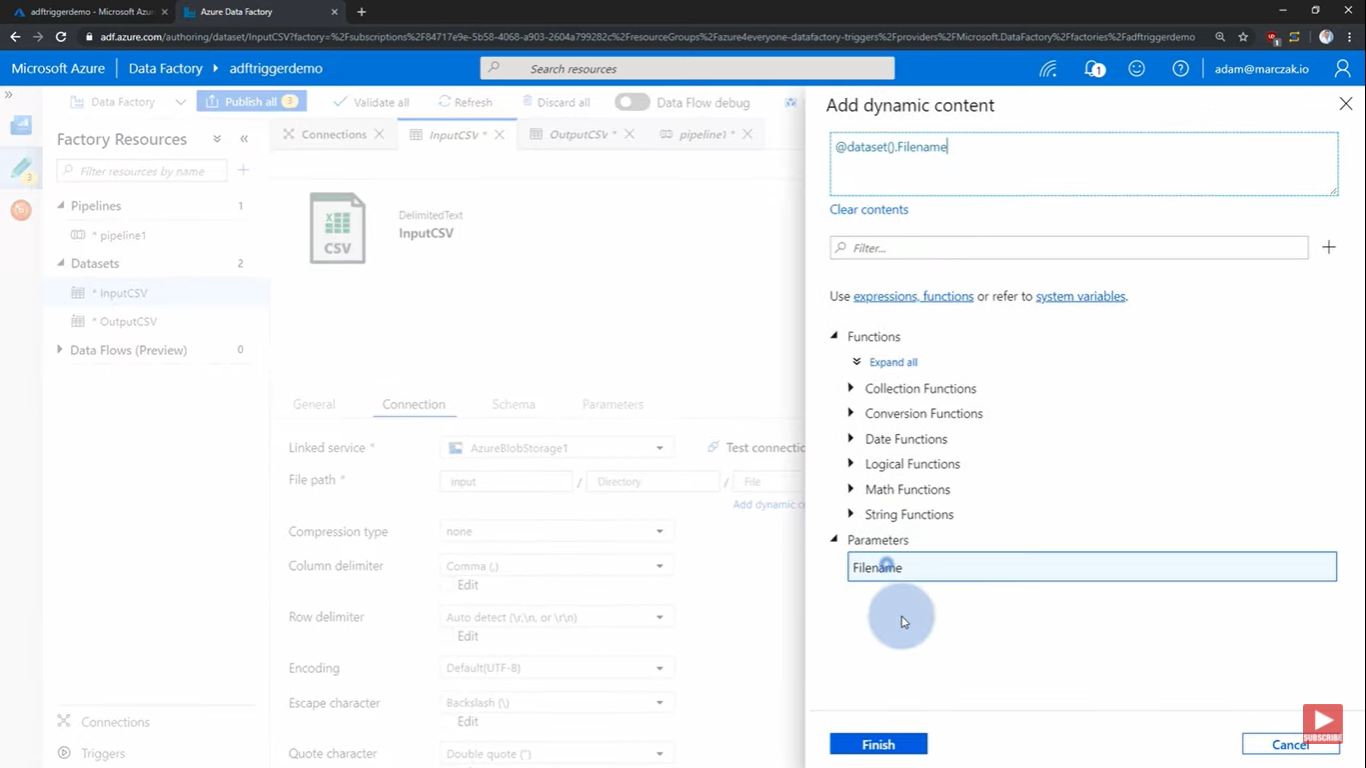 adftriggerdemo - Microsoft Azu
Azure Data Factory
adf.azure.com/authoring/dataset/InputCSV?factory=%2Fsubscriptions%2F84717e9e-5b58-4068-a903-2604a799282c%2FresourceGroups%2Fazure4everyone-datafactory-triggers%2Fproviders%2FMicrosoft.DataFactory%2Ffactories%2Fadftriggerdemo
Microsoft Azure
Data Factory
adftriggerdemo
Search resources
1
adam@marczak.io
Data Factory
Publish all 3
Validate all
Refresh
Discard all
Data Flow debug
Factory Resources
Filter resources by name
Pipelines 1
* pipeline1
Datasets 2
* InputCSV
* OutputCSV
Data Flows (Preview) 0
Connections
Triggers
Connections
InputCSV *
OutputCSV *
pipeline1 *
CSV
DelimitedText
InputCSV
General
Connection
Schema
Parameters
Linked service *
AzureBlobStorage1
Test connectio
File path *
input / Directory / File
Add dynamic c
Compression type
none
Column delimiter
Comma (,)
Edit
Row delimiter
Auto detect (\r,\n, or \r\n)
Edit
Encoding
Default(UTF-8)
Escape character
Backslash (\)
Edit
Quote character
Double quote (")
Add dynamic content
@dataset().Filename
Clear contents
Filter...
Use expressions, functions or refer to system variables.
Functions
Expand all
Collection Functions
Conversion Functions
Date Functions
Logical Functions
Math Functions
String Functions
Parameters
Filename
Finish
Cancel
SUBSCRIBE